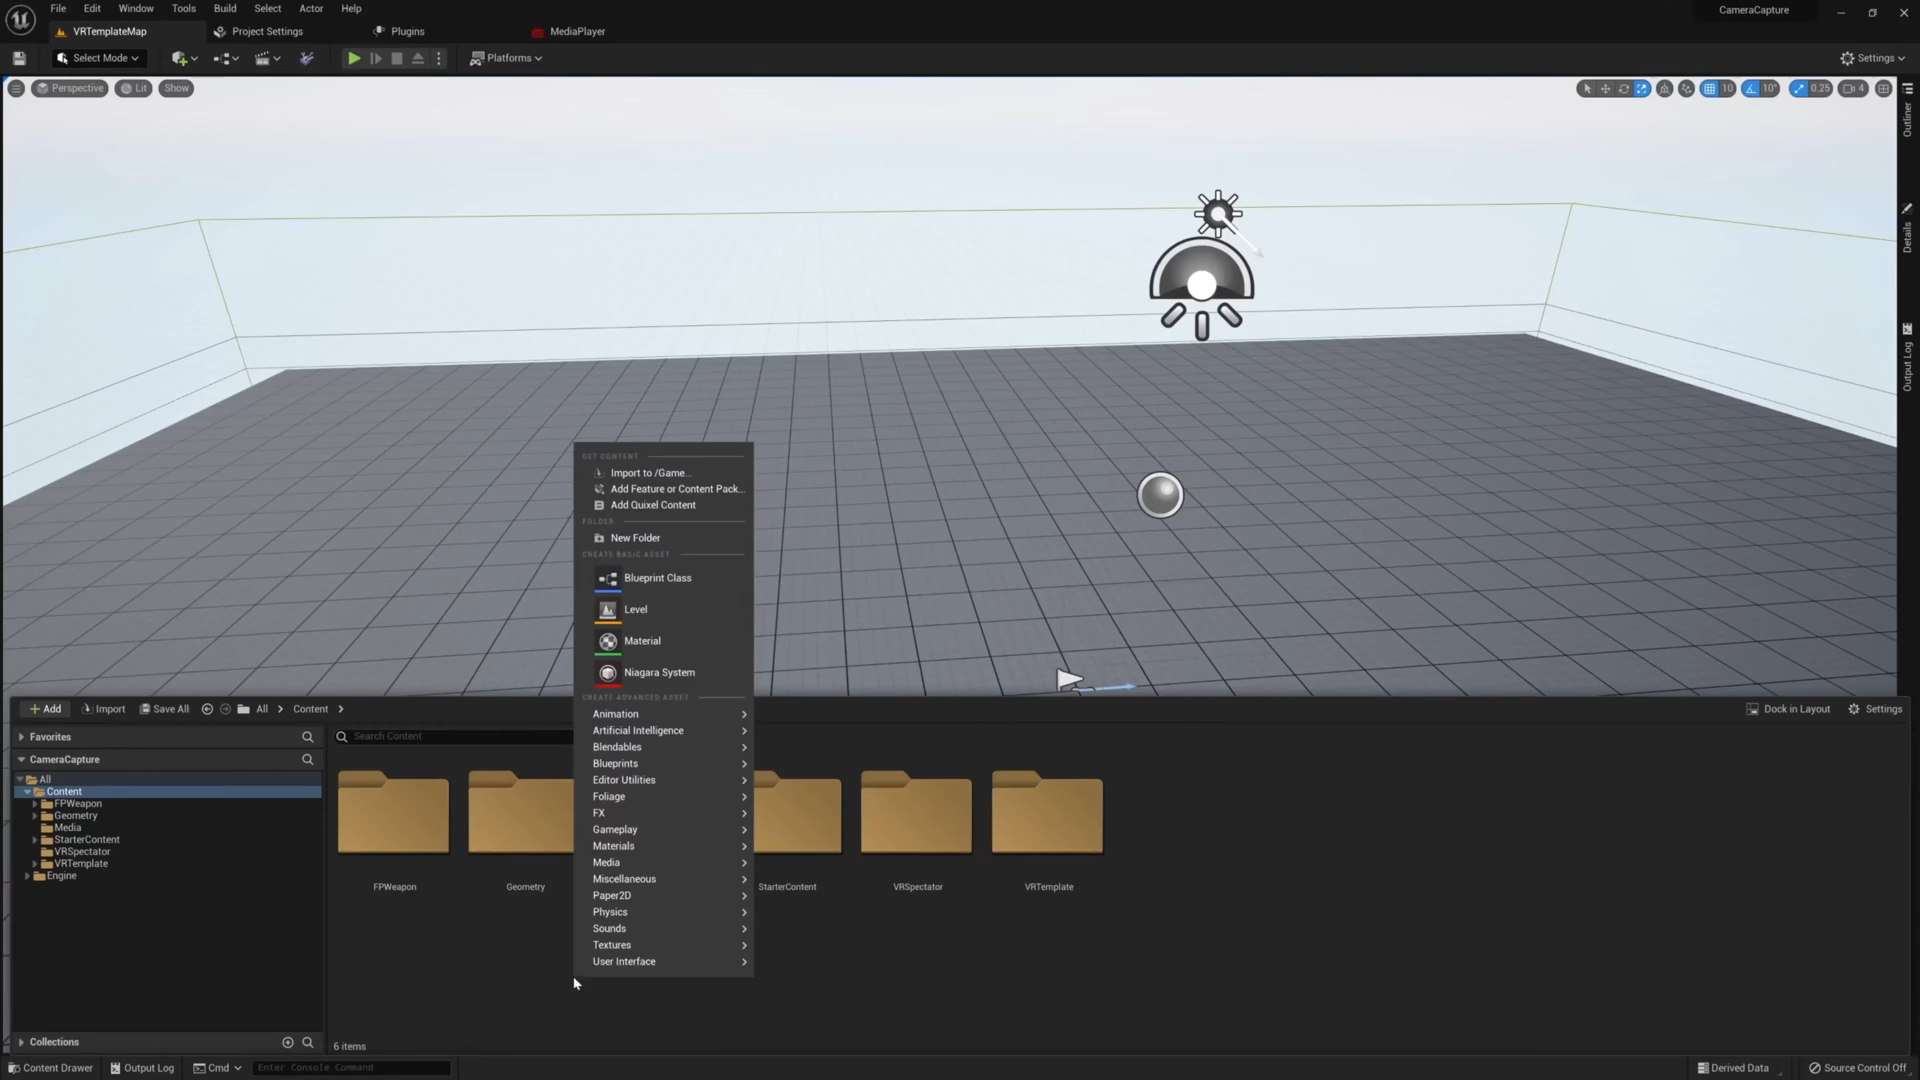 File Edit Window Tools Build Select Actor Help
CameraCapture
VRTemplateMap Project Settings Plugins MediaPlayer
Select Mode Platforms Settings
Perspective Lit Show 10 10° 0.25 4
Outliner
Details
Output Log
GET CONTENT
Import to /Game...
Add Feature or Content Pack...
Add Quixel Content
FOLDER
New Folder
CREATE BASIC ASSET
Blueprint Class
Level
Material
Niagara System
CREATE ADVANCED ASSET
Animation
Artificial Intelligence
Blendables
Blueprints
Editor Utilities
Foliage
FX
Gameplay
Materials
Media
Miscellaneous
Paper2D
Physics
Sounds
Textures
User Interface
Add Import Save All All Content Dock in Layout Settings
Favorites
Search Content
CameraCapture
All
Content
FPWeapon
Geometry
Media
StarterContent
VRSpectator
VRTemplate
Engine
FPWeapon Geometry StarterContent VRSpectator VRTemplate
Collections
6 items
Content Drawer Output Log Cmd Enter Console Command Derived Data Source Control Off